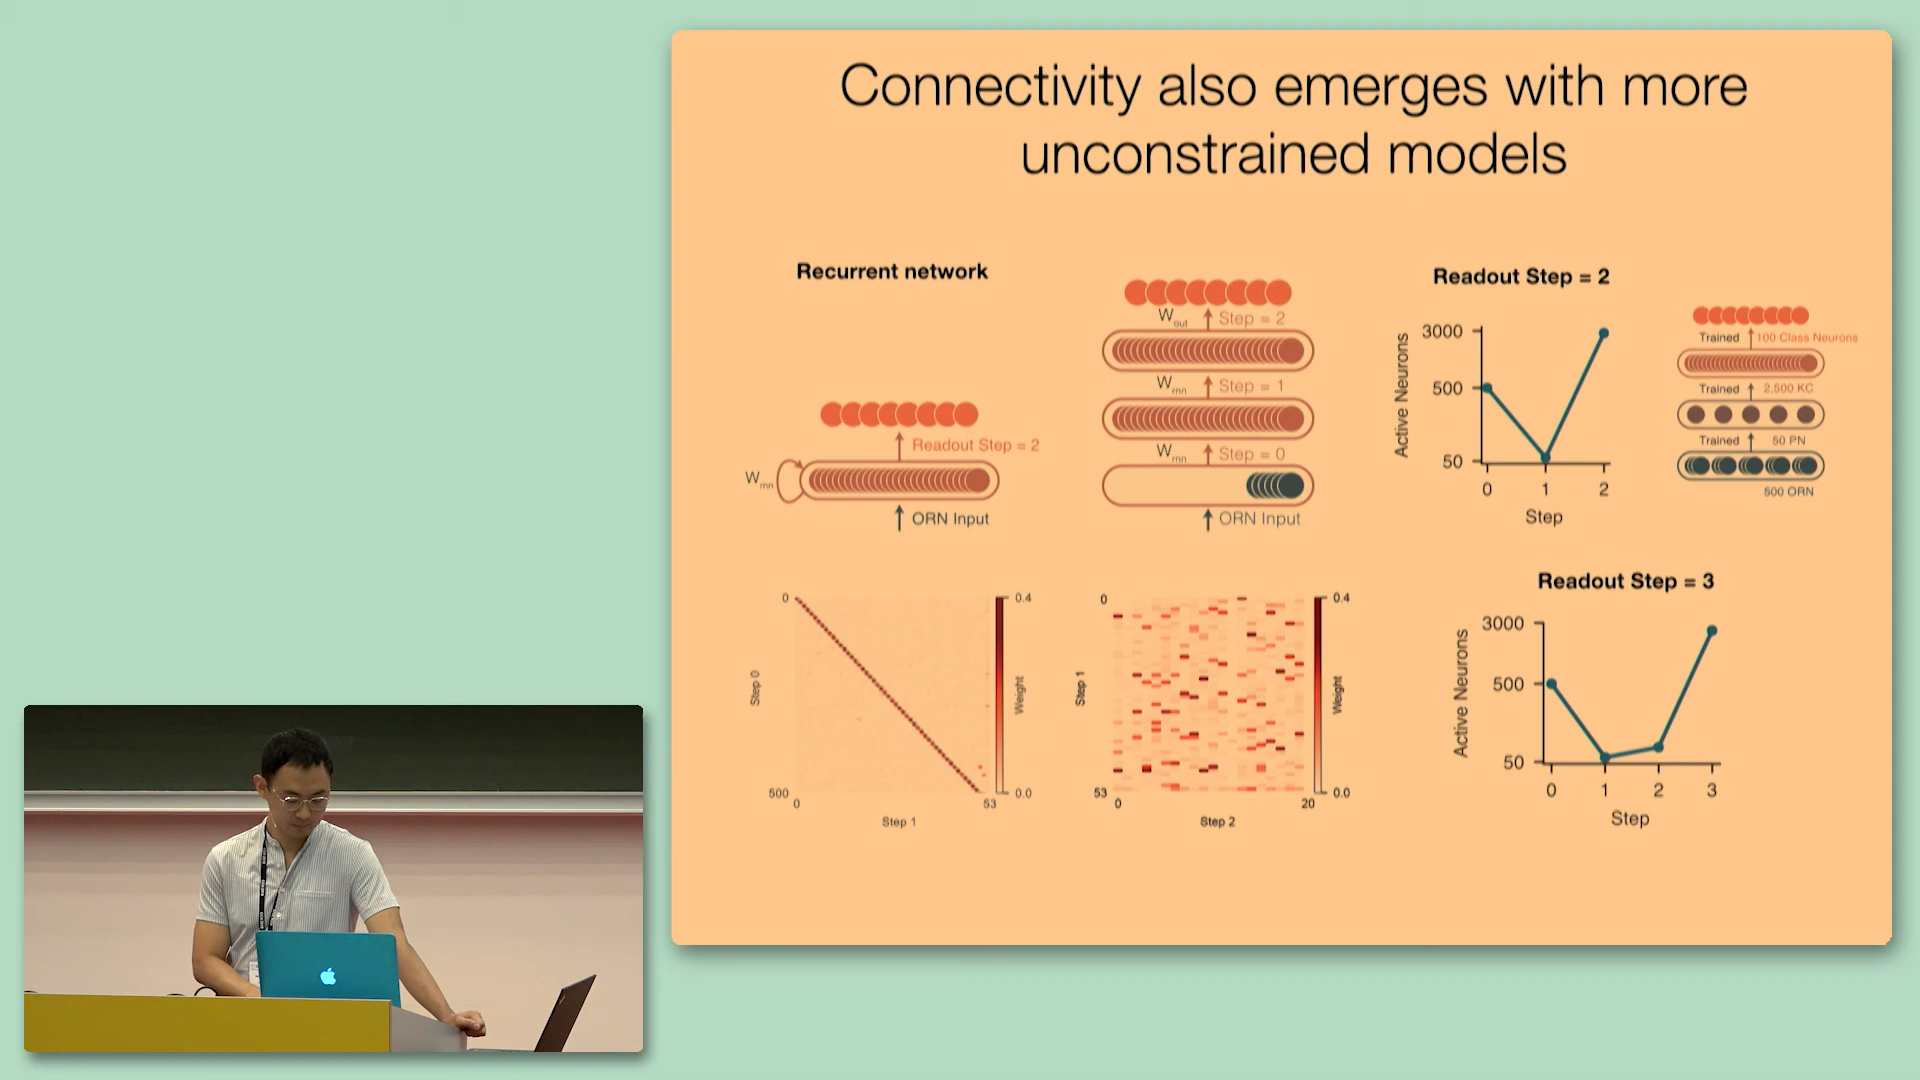 Connectivity also emerges with more
unconstrained models
Recurrent network
Readout Step = 2
W_rnn
ORN Input
W_out
Step = 2
W_rnn
Step = 1
W_rnn
Step = 0
ORN Input
Readout Step = 2
Active Neurons
3000
500
50
0 1 2
Step
Trained 100 Class Neurons
Trained 2,500 KC
Trained 50 PN
500 ORN
0
Step 0
500
0 53
Step 1
0.4
Weight
0.0
0
Step 1
53
0 20
Step 2
0.4
Weight
0.0
Readout Step = 3
Active Neurons
3000
500
50
0 1 2 3
Step